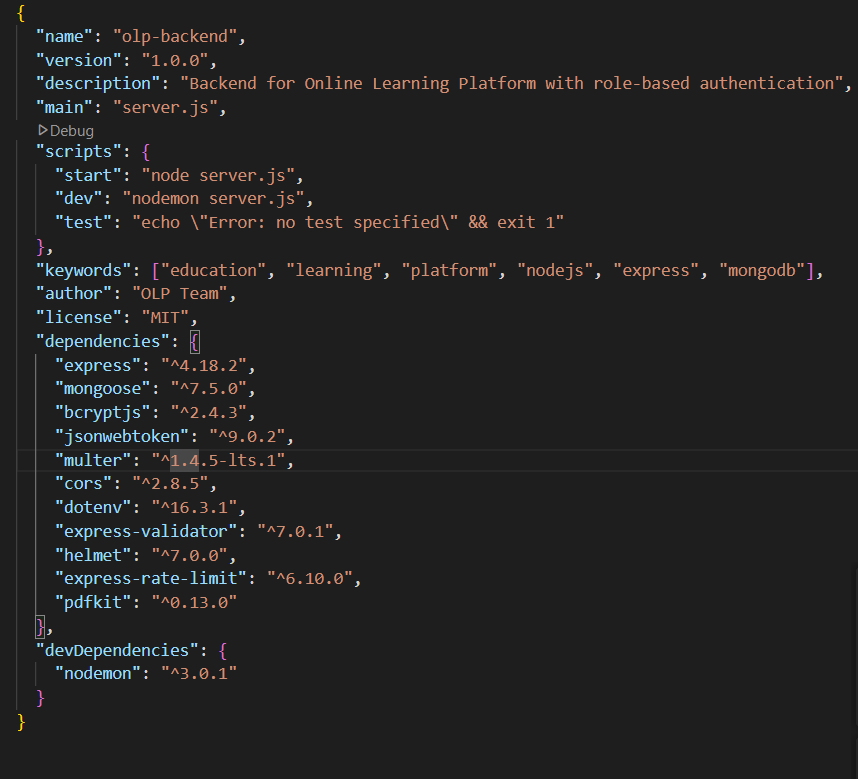 {
  "name": "olp-backend",
  "version": "1.0.0",
  "description": "Backend for Online Learning Platform with role-based authentication",
  "main": "server.js",
  Debug
  "scripts": {
    "start": "node server.js",
    "dev": "nodemon server.js",
    "test": "echo \"Error: no test specified\" && exit 1"
  },
  "keywords": ["education", "learning", "platform", "nodejs", "express", "mongodb"],
  "author": "OLP Team",
  "license": "MIT",
  "dependencies": {
    "express": "^4.18.2",
    "mongoose": "^7.5.0",
    "bcryptjs": "^2.4.3",
    "jsonwebtoken": "^9.0.2",
    "multer": "^1.4.5-lts.1",
    "cors": "^2.8.5",
    "dotenv": "^16.3.1",
    "express-validator": "^7.0.1",
    "helmet": "^7.0.0",
    "express-rate-limit": "^6.10.0",
    "pdfkit": "^0.13.0"
  },
  "devDependencies": {
    "nodemon": "^3.0.1"
  }
}